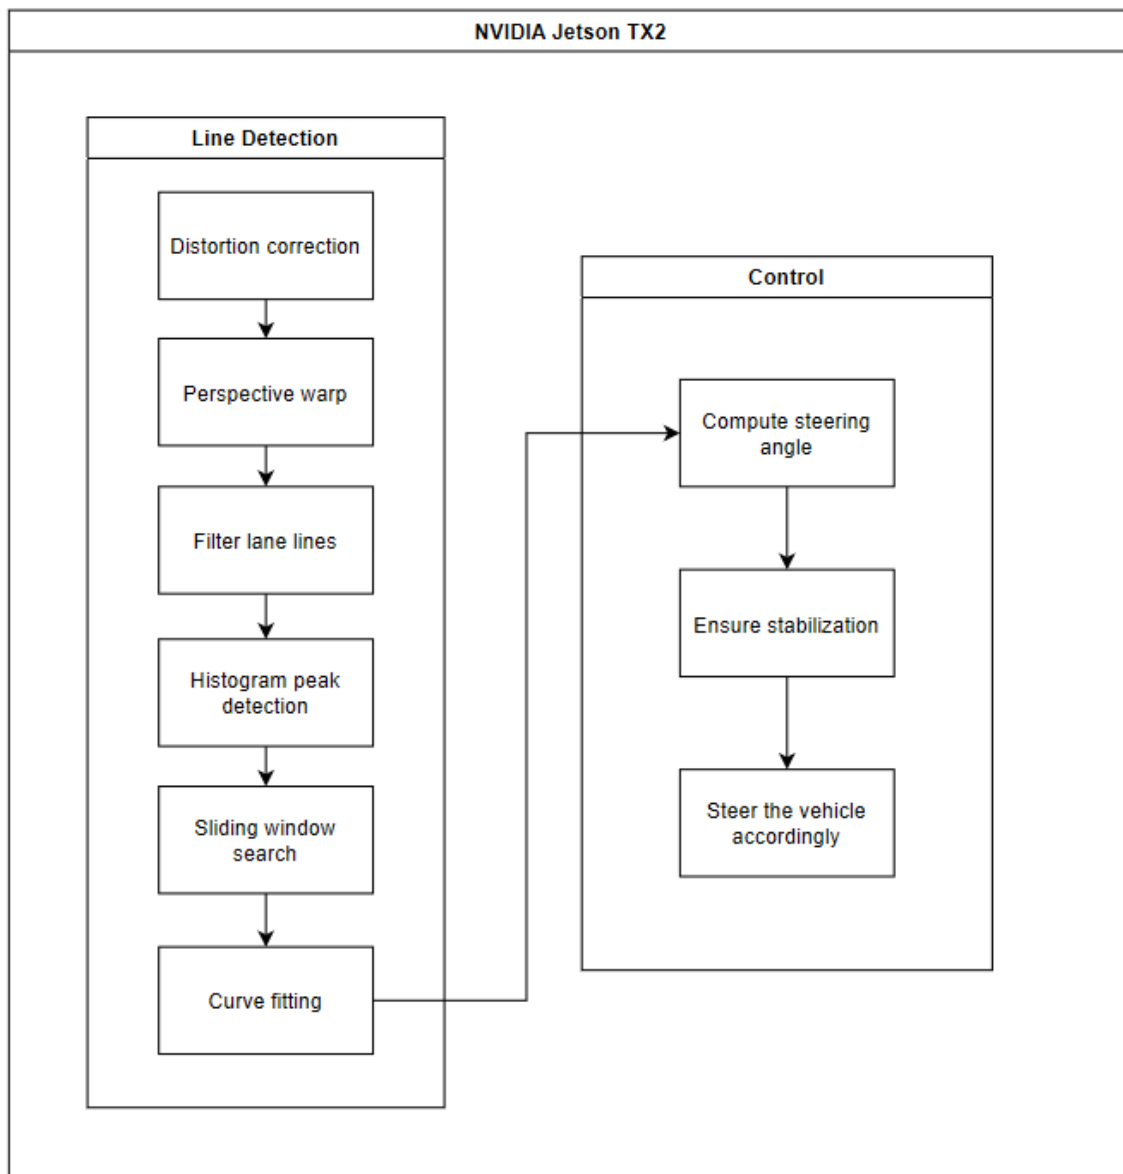 NVIDIA Jetson TX2
Line Detection
Distortion correction
Perspective warp
Filter lane lines
Histogram peak
detection
Sliding window
search
Curve fitting
Control
Compute steering
angle
Ensure stabilization
Steer the vehicle
accordingly